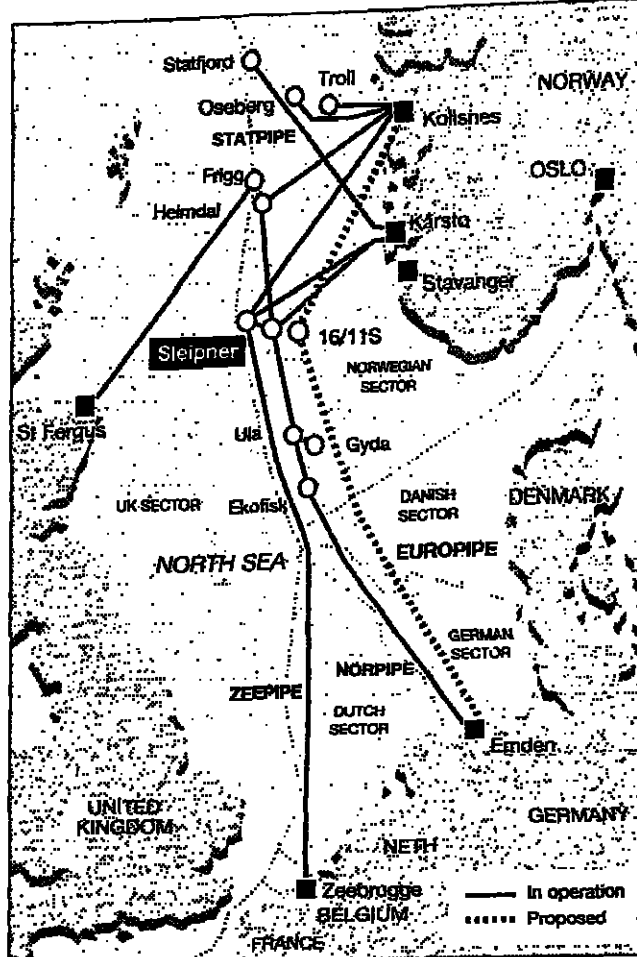 Statfjord
Troll
NORWAY
Oseberg
Kollsnes
STATPIPE
Frigg
OSLO
Heimdal
Kårsto
Stavanger
16/11S
Sleipner
NORWEGIAN
SECTOR
St Fergus
Ula
Gyda
UK SECTOR
Ekofisk
DANISH
SECTOR
DENMARK
EUROPIPE
NORTH SEA
GERMAN
SECTOR
NORPIPE
ZEEPIPE
DUTCH
SECTOR
Emden
UNITED
KINGDOM
GERMANY
NETH
Zeebrugge
In operation
BELGIUM
Proposed
FRANCE